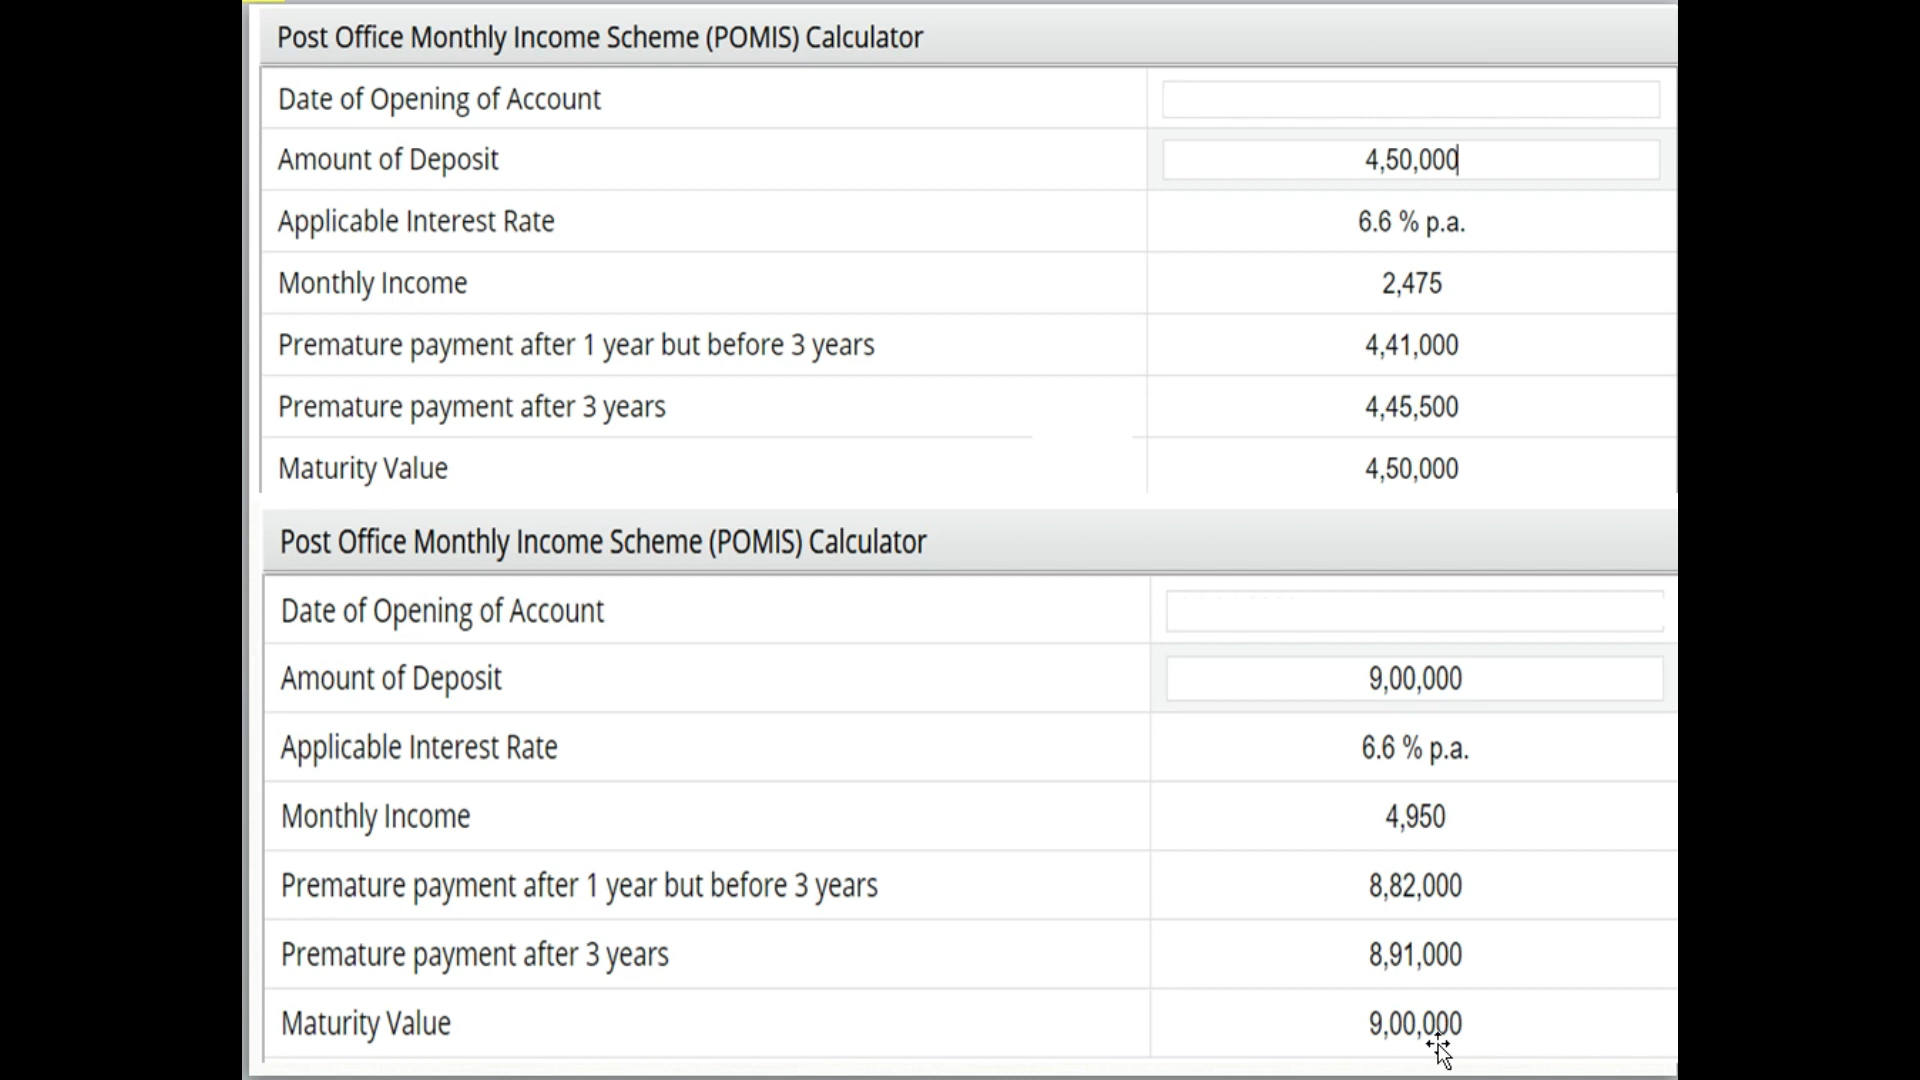 Post Office Monthly Income Scheme (POMIS) Calculator
Date of Opening of Account
Amount of Deposit 4,50,000
Applicable Interest Rate 6.6 % p.a.
Monthly Income 2,475
Premature payment after 1 year but before 3 years 4,41,000
Premature payment after 3 years 4,45,500
Maturity Value 4,50,000
Post Office Monthly Income Scheme (POMIS) Calculator
Date of Opening of Account
Amount of Deposit 9,00,000
Applicable Interest Rate 6.6 % p.a.
Monthly Income 4,950
Premature payment after 1 year but before 3 years 8,82,000
Premature payment after 3 years 8,91,000
Maturity Value 9,00,000